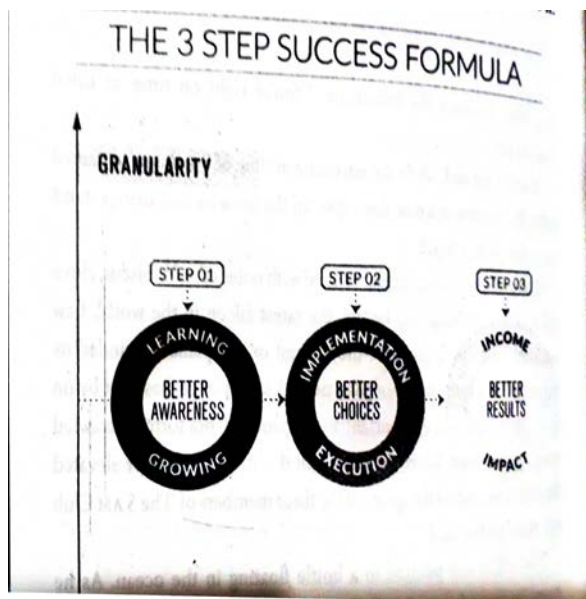 THE 3 STEP SUCCESS FORMULA
GRANULARITY
STEP 01
LEARNING
BETTER
AWARENESS
GROWING
STEP 02
IMPLEMENTATION
BETTER
CHOICES
EXECUTION
STEP 03
INCOME
BETTER
RESULTS
IMPACT